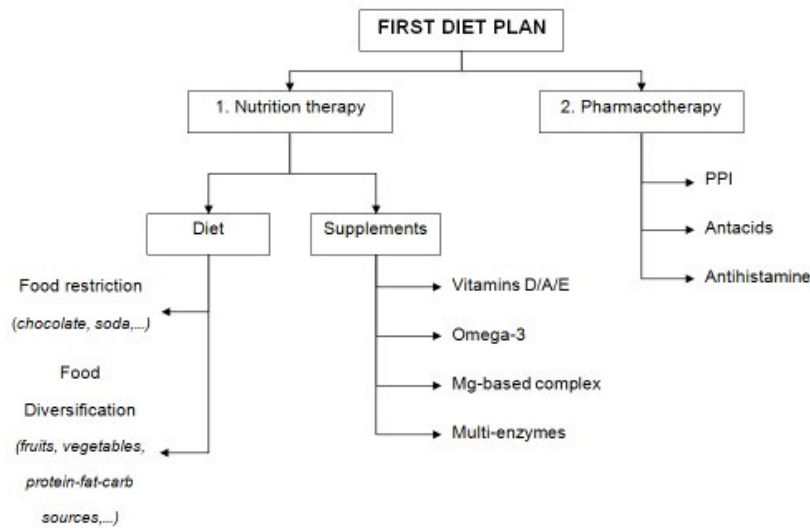 FIRST DIET PLAN
1. Nutrition therapy
2. Pharmacotherapy
PPI
Antacids
Antihistamine
Diet
Supplements
Food restriction
(chocolate, soda,...)
Food
Diversification
(fruits, vegetables,
protein-fat-carb
sources,...)
Vitamins D/A/E
Omega-3
Mg-based complex
Multi-enzymes